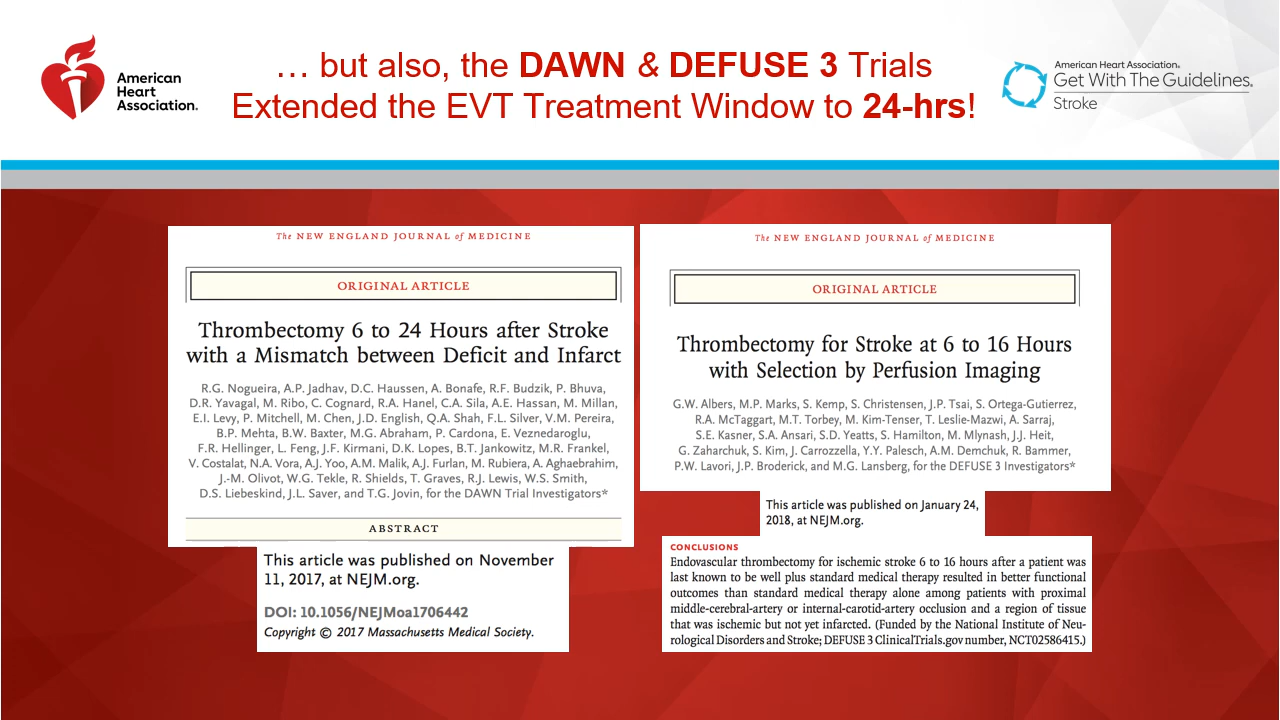 American
Heart
Association.
… but also, the DAWN & DEFUSE 3 Trials
Extended the EVT Treatment Window to 24-hrs!
American Heart Association.
Get With The Guidelines.
Stroke
The NEW ENGLAND JOURNAL of MEDICINE
ORIGINAL ARTICLE
Thrombectomy 6 to 24 Hours after Stroke
with a Mismatch between Deficit and Infarct
R.G. Nogueira, A.P. Jadhav, D.C. Haussen, A. Bonafe, R.F. Budzik, P. Bhuva,
D.R. Yavagal, M. Ribo, C. Cognard, R.A. Hanel, C.A. Sila, A.E. Hassan, M. Millan,
E.I. Levy, P. Mitchell, M. Chen, J.D. English, Q.A. Shah, F.L. Silver, V.M. Pereira,
B.P. Mehta, B.W. Baxter, M.G. Abraham, P. Cardona, E. Veznedaroglu,
F.R. Hellinger, L. Feng, J.F. Kirmani, D.K. Lopes, B.T. Jankowitz, M.R. Frankel,
V. Costalat, N.A. Vora, A.J. Yoo, A.M. Malik, A.J. Furlan, M. Rubiera, A. Aghaebrahim,
J.-M. Olivot, W.G. Tekle, R. Shields, T. Graves, R.J. Lewis, W.S. Smith,
D.S. Liebeskind, J.L. Saver, and T.G. Jovin, for the DAWN Trial Investigators*
ABSTRACT
This article was published on November
11, 2017, at NEJM.org.
DOI: 10.1056/NEJMoa1706442
Copyright © 2017 Massachusetts Medical Society.
The NEW ENGLAND JOURNAL of MEDICINE
ORIGINAL ARTICLE
Thrombectomy for Stroke at 6 to 16 Hours
with Selection by Perfusion Imaging
G.W. Albers, M.P. Marks, S. Kemp, S. Christensen, J.P. Tsai, S. Ortega-Gutierrez,
R.A. McTaggart, M.T. Torbey, M. Kim-Tenser, T. Leslie-Mazwi, A. Sarraj,
S.E. Kasner, S.A. Ansari, S.D. Yeatts, S. Hamilton, M. Mlynash, J.J. Heit,
G. Zaharchuk, S. Kim, J. Carrozzella, Y.Y. Palesch, A.M. Demchuk, R. Bammer,
P.W. Lavori, J.P. Broderick, and M.G. Lansberg, for the DEFUSE 3 Investigators*
This article was published on January 24,
2018, at NEJM.org.
CONCLUSIONS
Endovascular thrombectomy for ischemic stroke 6 to 16 hours after a patient was
last known to be well plus standard medical therapy resulted in better functional
outcomes than standard medical therapy alone among patients with proximal
middle-cerebral-artery or internal-carotid-artery occlusion and a region of tissue
that was ischemic but not yet infarcted. (Funded by the National Institute of Neu-
rological Disorders and Stroke; DEFUSE 3 ClinicalTrials.gov number, NCT02586415.)